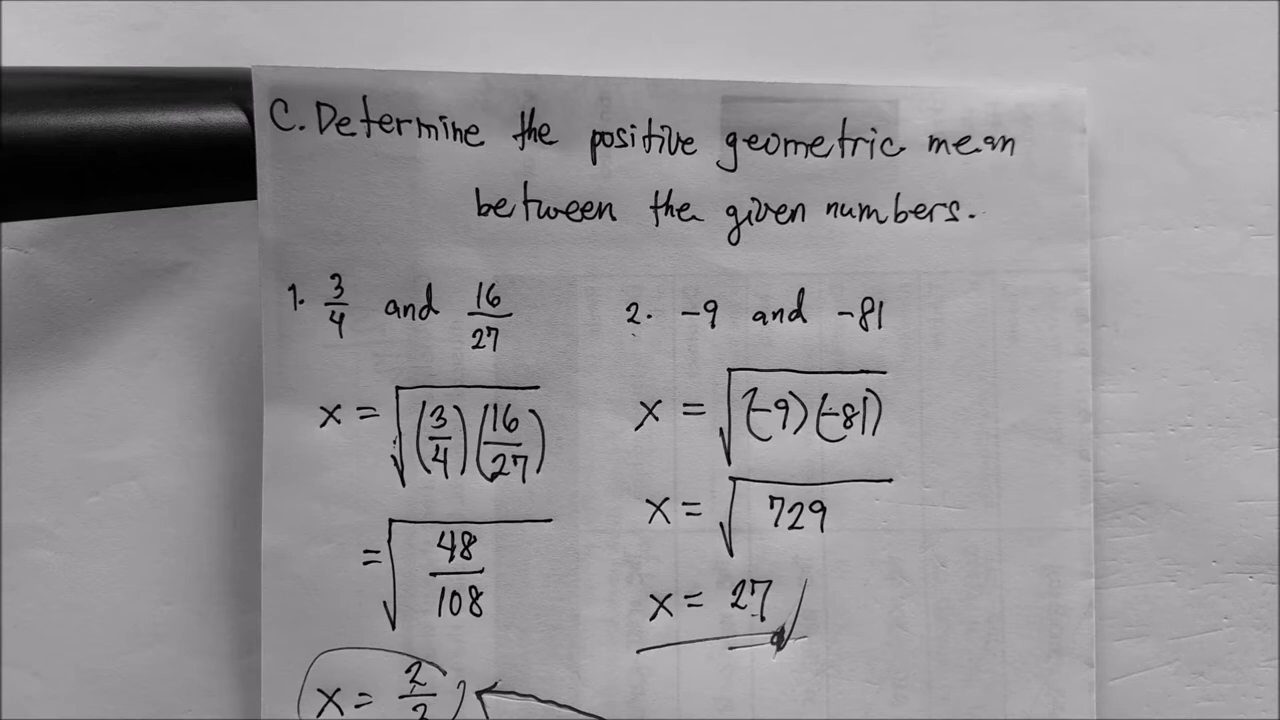 C. Determine the positive geometric mean
between the given numbers.
1. 3/4 and 16/27
x = √((3/4)(16/27))
= √(48/108)
x = 2/3
2. -9 and -81
x = √((-9)(-81))
x = √729
x = 27